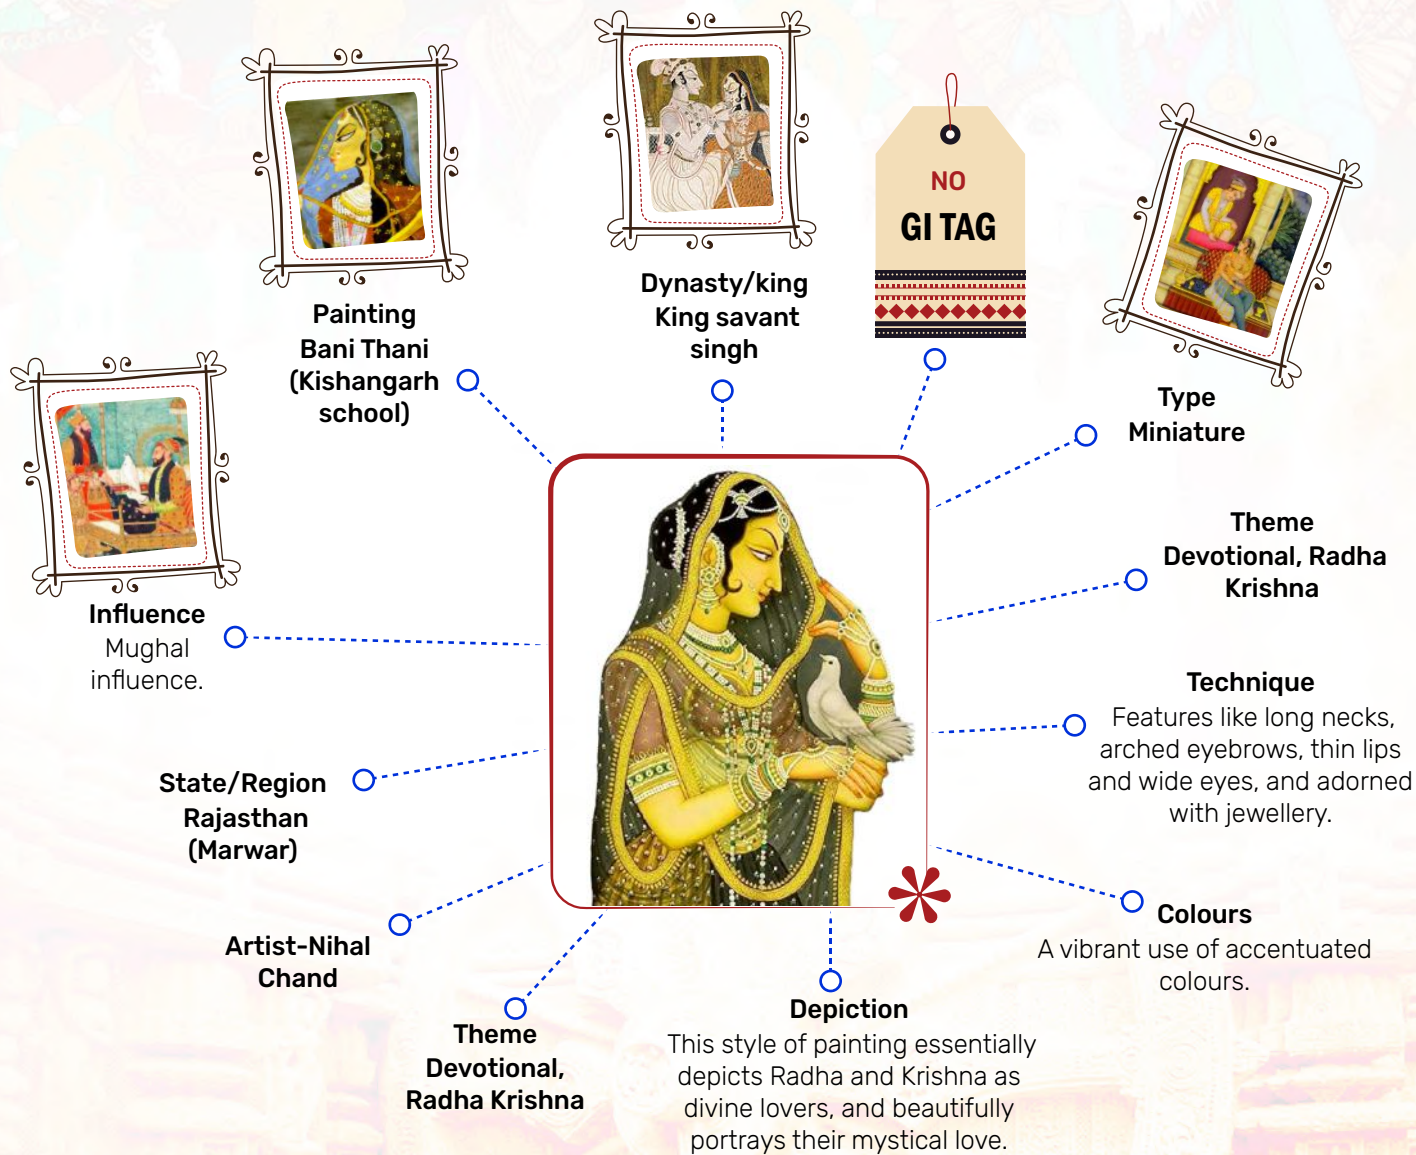 Painting
Bani Thani
(Kishangarh
school)
Dynasty/king
King savant
singh
NO
GI TAG
Type
Miniature
Theme
Devotional, Radha
Krishna
Technique
Features like long necks,
arched eyebrows, thin lips
and wide eyes, and adorned
with jewellery.
Colours
A vibrant use of accentuated
colours.
Depiction
This style of painting essentially
depicts Radha and Krishna as
divine lovers, and beautifully
portrays their mystical love.
Theme
Devotional,
Radha Krishna
Artist-Nihal
Chand
State/Region
Rajasthan
(Marwar)
Influence
Mughal
influence.